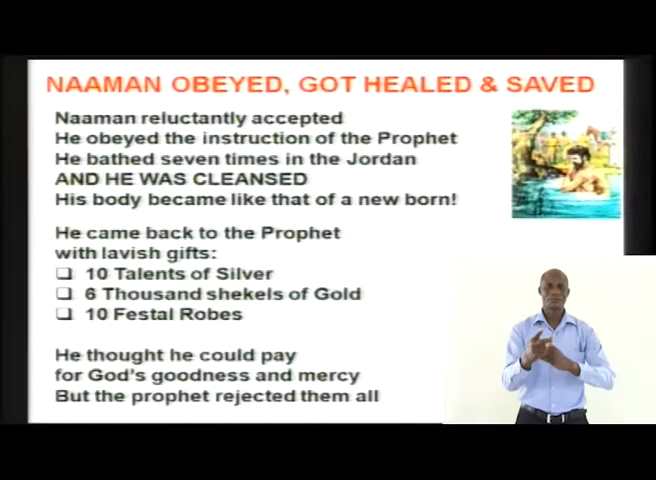 NAAMAN OBEYED, GOT HEALED & SAVED
Naaman reluctantly accepted
He obeyed the instruction of the Prophet
He bathed seven times in the Jordan
AND HE WAS CLEANSED
His body became like that of a new born!
He came back to the Prophet
with lavish gifts:
❑ 10 Talents of Silver
❑ 6 Thousand shekels of Gold
❑ 10 Festal Robes
He thought he could pay
for God's goodness and mercy
But the prophet rejected them all